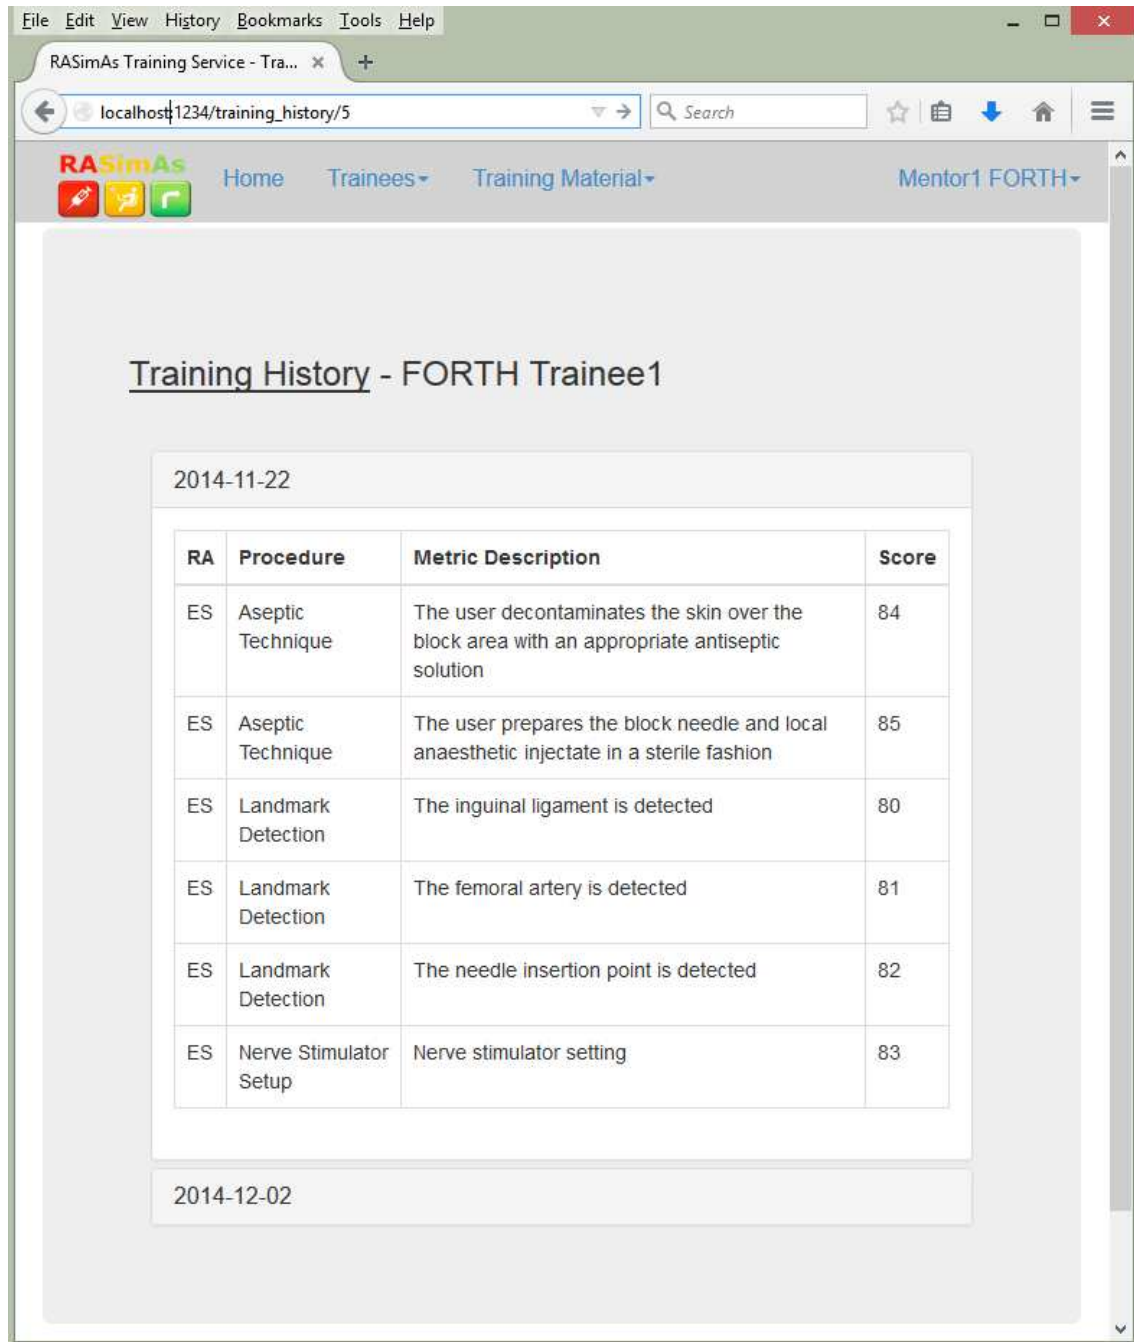 File Edit View History Bookmarks Tools Help
RASimAs Training Service - Tra...
localhost:1234/training_history/5
Search
RASimAs
Home Trainees Training Material Mentor1 FORTH
Training History - FORTH Trainee1
2014-11-22
RA Procedure Metric Description Score
ES Aseptic The user decontaminates the skin over the 84
Technique block area with an appropriate antiseptic
solution
ES Aseptic The user prepares the block needle and local 85
Technique anaesthetic injectate in a sterile fashion
ES Landmark The inguinal ligament is detected 80
Detection
ES Landmark The femoral artery is detected 81
Detection
ES Landmark The needle insertion point is detected 82
Detection
ES Nerve Stimulator Nerve stimulator setting 83
Setup
2014-12-02